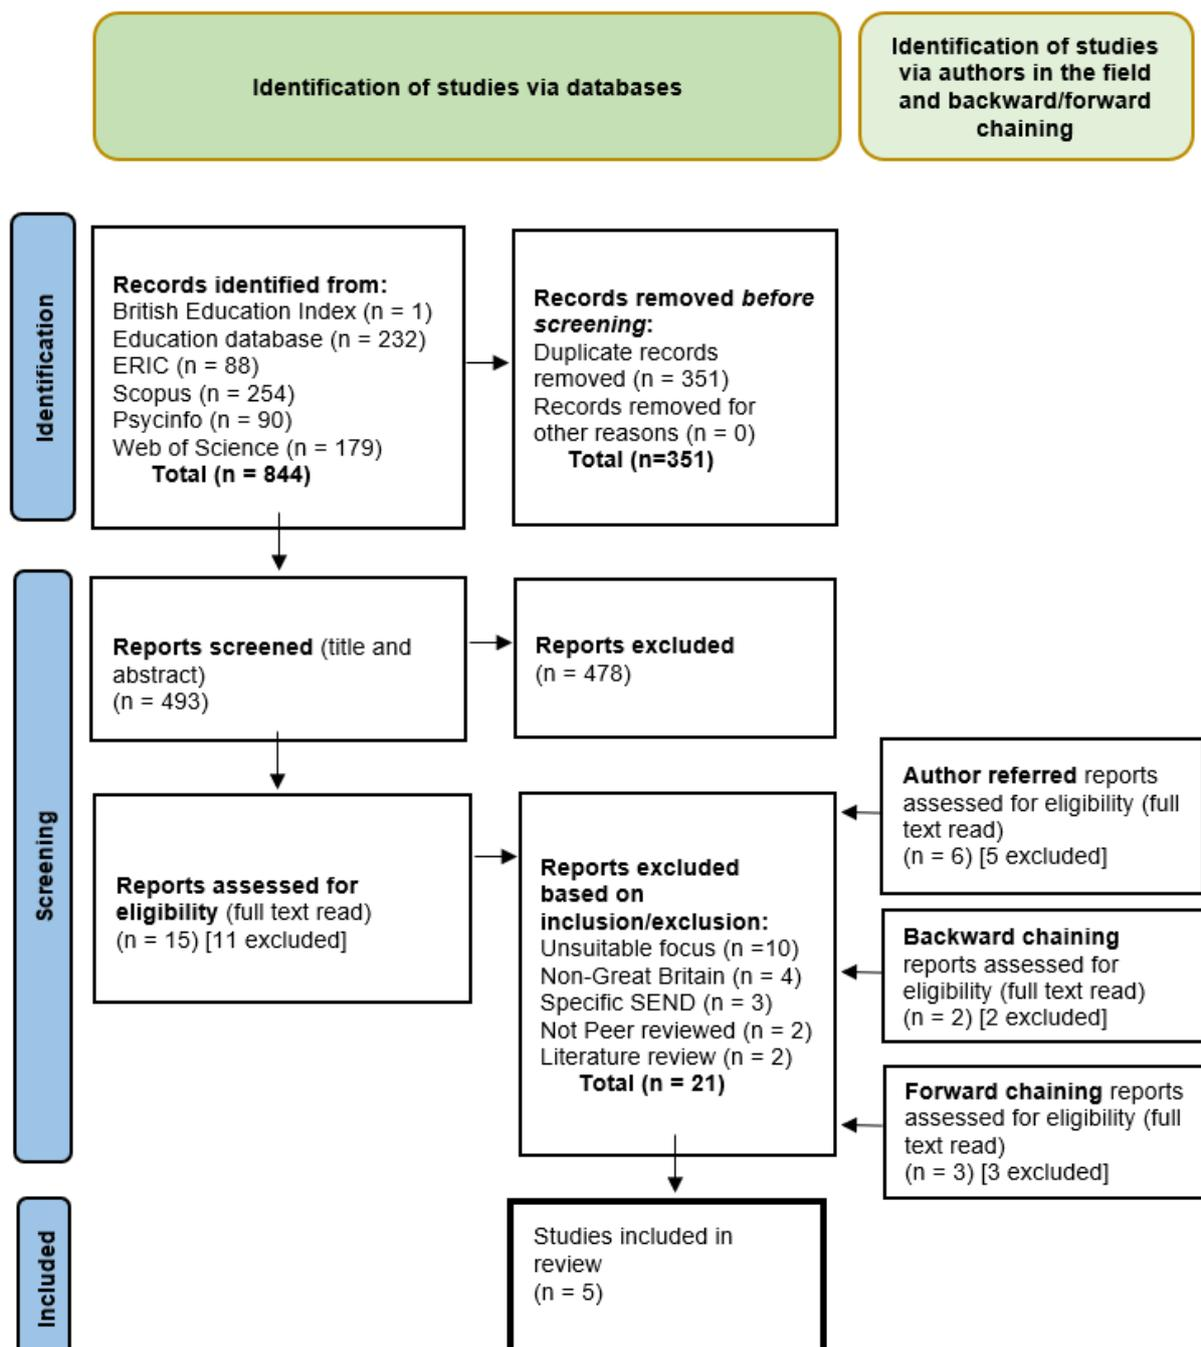 Identification of studies via databases
Identification of studies
via authors in the field
and backward/forward
chaining
Identification
Records identified from:
British Education Index (n = 1)
Education database (n = 232)
ERIC (n = 88)
Scopus (n = 254)
Psycinfo (n = 90)
Web of Science (n = 179)
Total (n = 844)
Records removed before
screening:
Duplicate records
removed (n = 351)
Records removed for
other reasons (n = 0)
Total (n=351)
Screening
Reports screened (title and
abstract)
(n = 493)
Reports excluded
(n = 478)
Reports assessed for
eligibility (full text read)
(n = 15) [11 excluded]
Reports excluded
based on
inclusion/exclusion:
Unsuitable focus (n =10)
Non-Great Britain (n = 4)
Specific SEND (n = 3)
Not Peer reviewed (n = 2)
Literature review (n = 2)
Total (n = 21)
Author referred reports
assessed for eligibility (full
text read)
(n = 6) [5 excluded]
Backward chaining
reports assessed for
eligibility (full text read)
(n = 2) [2 excluded]
Forward chaining reports
assessed for eligibility (full
text read)
(n = 3) [3 excluded]
Included
Studies included in
review
(n = 5)